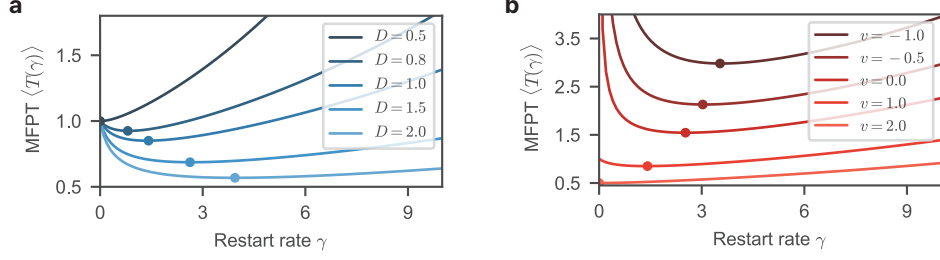 a
MFPT ⟨T(γ)⟩
1.5
1.0
0.5
0
3
6
9
Restart rate γ
D = 0.5
D = 0.8
D = 1.0
D = 1.5
D = 2.0
b
MFPT ⟨T(γ)⟩
3.5
2.5
1.5
0.5
0
3
6
9
Restart rate γ
v = −1.0
v = −0.5
v = 0.0
v = 1.0
v = 2.0